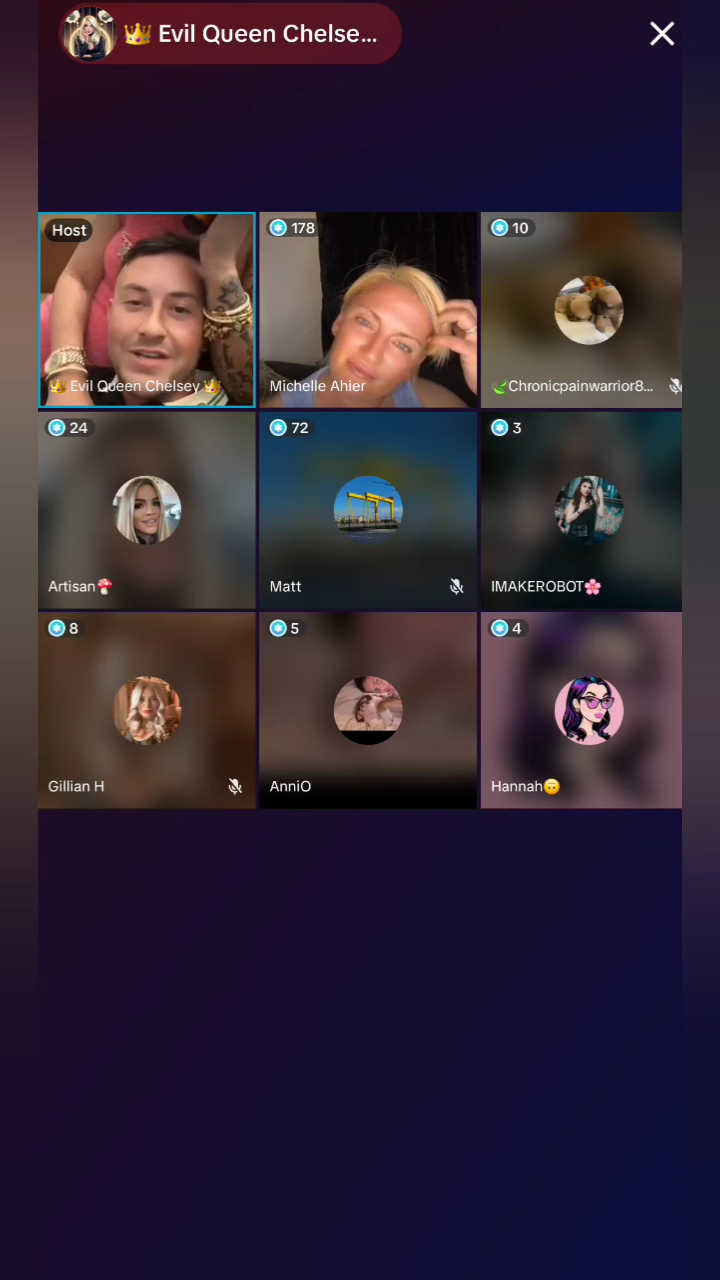 👑 Evil Queen Chelse...
Host
👑 Evil Queen Chelsey 👑
178
Michelle Ahier
10
🌿Chronicpainwarrior8...
24
Artisan🍄
72
Matt
3
IMAKEROBOT🌸
8
Gillian H
5
AnniO
4
Hannah🙃